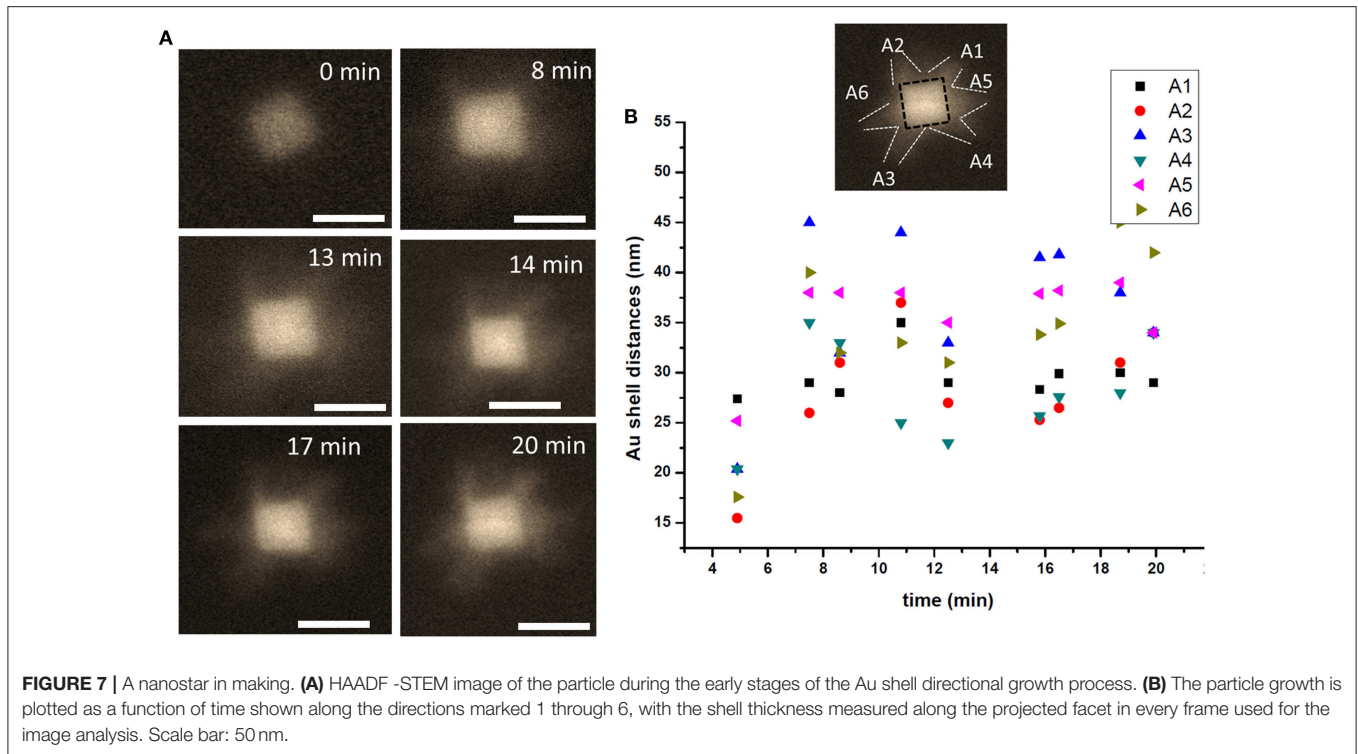 A
0 min
8 min
13 min
14 min
17 min
20 min
B
A2
A1
A5
A6
A4
A3
A1
A2
A3
A4
A5
A6
55
50
45
40
35
30
25
20
15
Au shell distances (nm)
4 6 8 10 12 14 16 18 20
time (min)
FIGURE 7 | A nanostar in making. (A) HAADF -STEM image of the particle during the early stages of the Au shell directional growth process. (B) The particle growth is
plotted as a function of time shown along the directions marked 1 through 6, with the shell thickness measured along the projected facet in every frame used for the
image analysis. Scale bar: 50 nm.